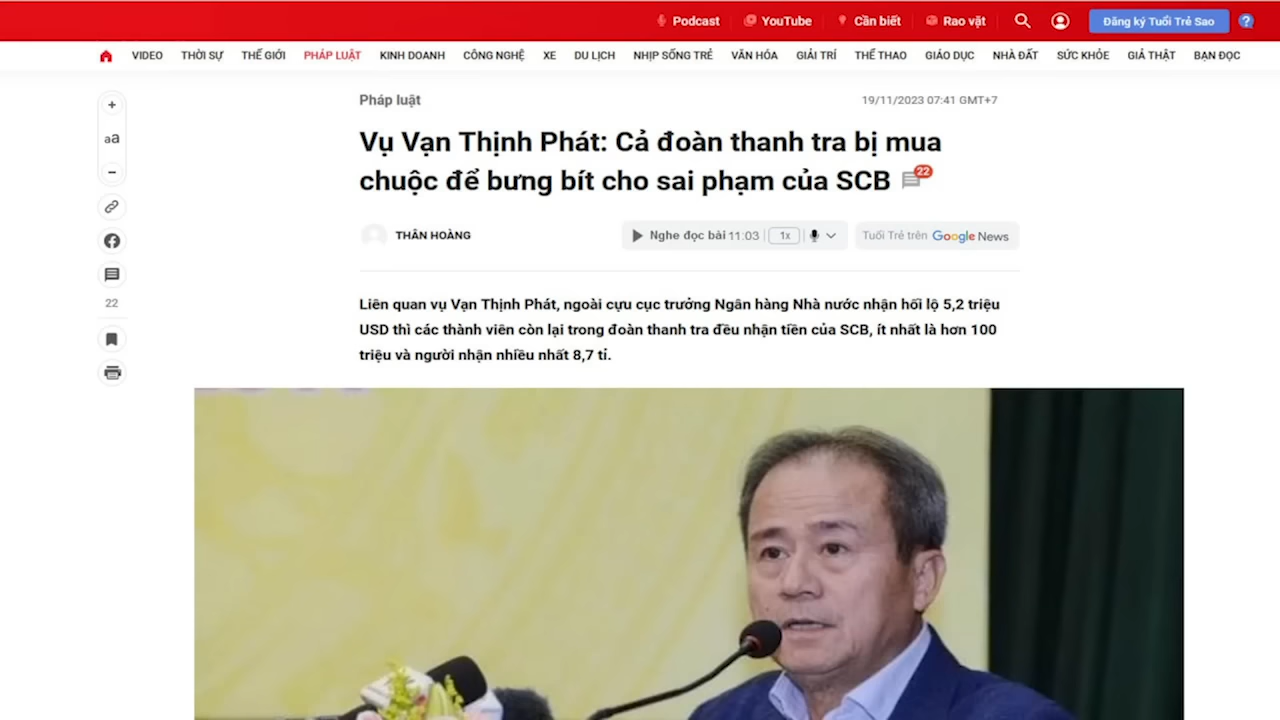 Podcast
YouTube
Cần biết
Rao vặt
Đăng ký Tuổi Trẻ Sao
?
VIDEO THỜI SỰ THẾ GIỚI PHÁP LUẬT KINH DOANH CÔNG NGHỆ XE DU LỊCH NHỊP SỐNG TRẺ VĂN HÓA GIẢI TRÍ THỂ THAO GIÁO DỤC NHÀ ĐẤT SỨC KHỎE GIẢ THẬT BẠN ĐỌC
+
aa
−
22
Pháp luật
19/11/2023 07:41 GMT+7
Vụ Vạn Thịnh Phát: Cả đoàn thanh tra bị mua
chuộc để bưng bít cho sai phạm của SCB 22
THÂN HOÀNG
Nghe đọc bài 11:03 1x
Tuổi Trẻ trên Google News
Liên quan vụ Vạn Thịnh Phát, ngoài cựu cục trưởng Ngân hàng Nhà nước nhận hối lộ 5,2 triệu
USD thì các thành viên còn lại trong đoàn thanh tra đều nhận tiền của SCB, ít nhất là hơn 100
triệu và người nhận nhiều nhất 8,7 tỉ.